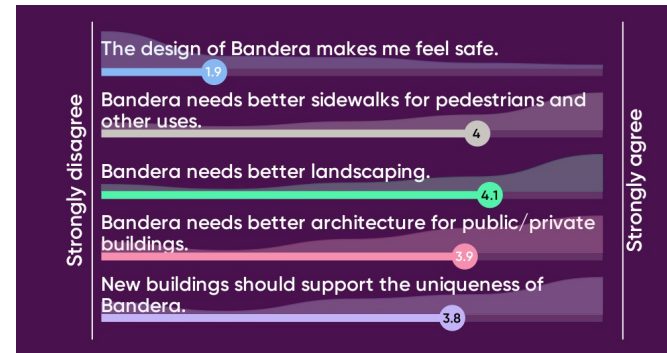 Strongly disagree
The design of Bandera makes me feel safe.
1.9
Bandera needs better sidewalks for pedestrians and
other uses.
4
Bandera needs better landscaping.
4.1
Bandera needs better architecture for public/private
buildings.
3.9
New buildings should support the uniqueness of
Bandera.
3.8
Strongly agree